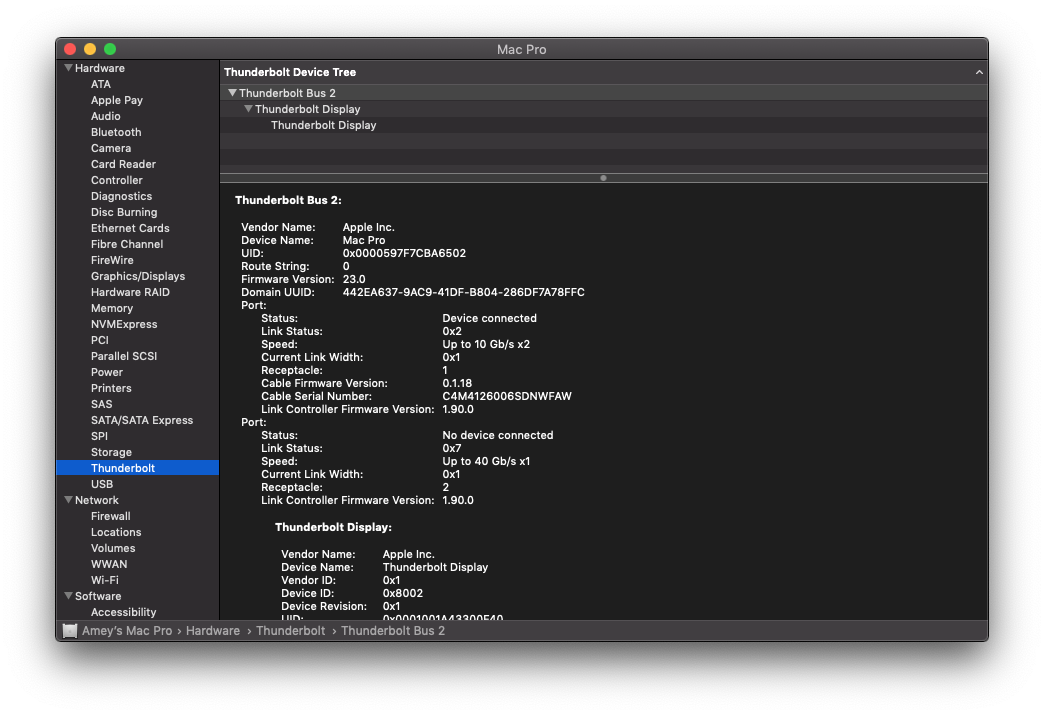 Mac Pro
Hardware
ATA
Apple Pay
Audio
Bluetooth
Camera
Card Reader
Controller
Diagnostics
Disc Burning
Ethernet Cards
Fibre Channel
FireWire
Graphics/Displays
Hardware RAID
Memory
NVMExpress
PCI
Parallel SCSI
Power
Printers
SAS
SATA/SATA Express
SPI
Storage
Thunderbolt
USB
Network
Firewall
Locations
Volumes
WWAN
Wi-Fi
Software
Accessibility
Thunderbolt Device Tree
Thunderbolt Bus 2
Thunderbolt Display
Thunderbolt Display
Thunderbolt Bus 2:
Vendor Name: Apple Inc.
Device Name: Mac Pro
UID: 0x0000597F7CBA6502
Route String: 0
Firmware Version: 23.0
Domain UUID: 442EA637-9AC9-41DF-B804-286DF7A78FFC
Port:
Status: Device connected
Link Status: 0x2
Speed: Up to 10 Gb/s x2
Current Link Width: 0x1
Receptacle: 1
Cable Firmware Version: 0.1.18
Cable Serial Number: C4M4126006SDNWFAW
Link Controller Firmware Version: 1.90.0
Port:
Status: No device connected
Link Status: 0x7
Speed: Up to 40 Gb/s x1
Current Link Width: 0x1
Receptacle: 2
Link Controller Firmware Version: 1.90.0
Thunderbolt Display:
Vendor Name: Apple Inc.
Device Name: Thunderbolt Display
Vendor ID: 0x1
Device ID: 0x8002
Device Revision: 0x1
UID: 0x0001001A43300F40
Amey's Mac Pro › Hardware › Thunderbolt › Thunderbolt Bus 2